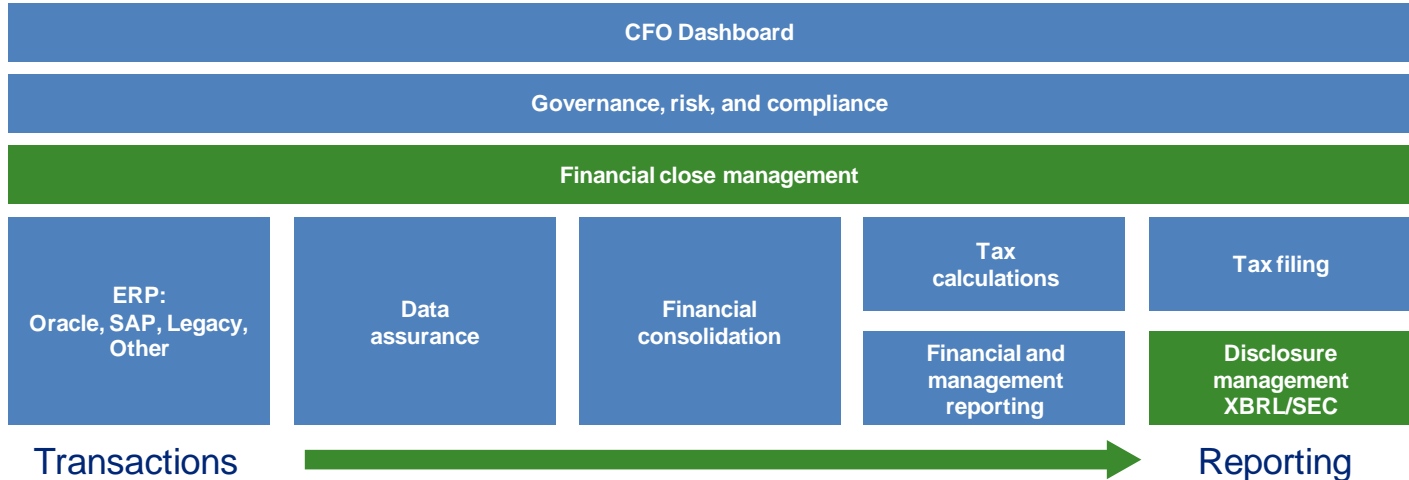 CFO Dashboard
Governance, risk, and compliance
Financial close management
ERP:
Oracle, SAP, Legacy,
Other
Data
assurance
Financial
consolidation
Tax
calculations
Financial and
management
reporting
Tax filing
Disclosure
management
XBRL/SEC
Transactions
Reporting